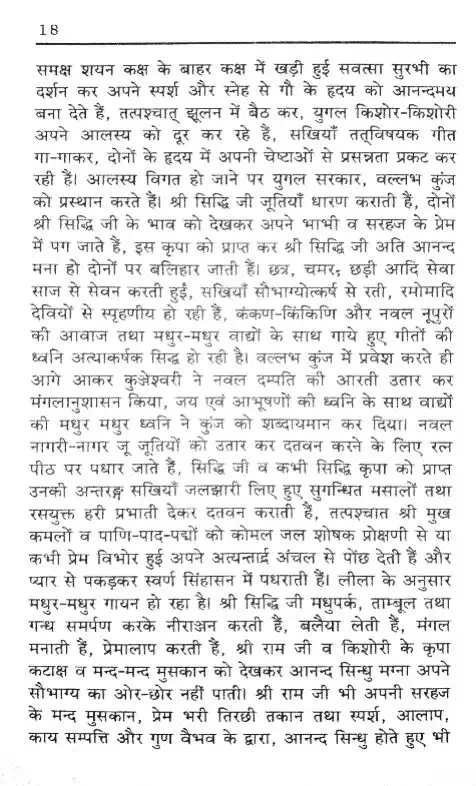 18
समक्ष शयन कक्ष के बाहर कक्ष में खड़ी हुई सवत्सा सुरभी का
दर्शन कर अपने स्पर्श और स्नेह से गौ के हृदय को आनन्दमय
बना देते हैं, तत्पश्चात् झूलन में बैठ कर, युगल किशोर-किशोरी
अपने आलस्य को दूर कर रहे हैं, सखियाँ तत्विषयक गीत
गा-गाकर, दोनों के हृदय में अपनी चेष्टाओं से प्रसन्नता प्रकट कर
रही हैं। आलस्य विगत हो जाने पर युगल सरकार, वल्लभ कुंज
को प्रस्थान करते हैं। श्री सिद्धि जी जूतियाँ धारण कराती हैं, दोनों
श्री सिद्धि जी के भाव को देखकर अपने भाभी व सरहज के प्रेम
में पग जाते हैं, इस कृपा को प्राप्त कर श्री सिद्धि जी अति आनन्द
मना हो दोनों पर बलिहार जाती हैं। छत्र, चमर, छड़ी आदि सेवा
साज से सेवन करती हुई, सखियाँ सौभाग्योत्कर्ष से रती, रमोमादि
देवियों से स्पृहणीय हो रही हैं, कंकण-किंकिणि और नवल नूपुरों
की आवाज तथा मधुर-मधुर वाद्यों के साथ गाये हुए गीतों की
ध्वनि अत्याकर्षक सिद्ध हो रही है। वल्लभ कुंज में प्रवेश करते ही
आगे आकर कुञ्जेश्वरी ने नवल दम्पति की आरती उतार कर
मंगलानुशासन किया, जय एवं आभूषणों की ध्वनि के साथ वाद्यों
की मधुर मधुर ध्वनि ने कुंज को शब्दायमान कर दिया। नवल
नागरी-नागर जू जूतियों को उतार कर दतवन करने के लिए रत्न
पीठ पर पधार जाते हैं, सिद्धि जी व कभी सिद्धि कृपा को प्राप्त
उनकी अन्तरङ्ग सखियाँ जलझारी लिए हुए सुगन्धित मसालों तथा
रसयुक्त हरी प्रभाती देकर दतवन कराती हैं, तत्पश्चात श्री मुख
कमलों व पाणि-पाद-पद्मों को कोमल जल शोषक प्रोक्षणी से या
कभी प्रेम विभोर हुई अपने अत्यन्तार्द्र अंचल से पोंछ देती हैं और
प्यार से पकड़कर स्वर्ण सिंहासन में पधराती हैं। लीला के अनुसार
मधुर-मधुर गायन हो रहा है। श्री सिद्धि जी मधुपर्क, ताम्बूल तथा
गन्ध समर्पण करके नीराञ्जन करती हैं, बलैया लेती हैं, मंगल
मनाती हैं, प्रेमालाप करती हैं, श्री राम जी व किशोरी के कृपा
कटाक्ष व मन्द-मन्द मुसकान को देखकर आनन्द सिन्धु मग्ना अपने
सौभाग्य का ओर-छोर नहीं पाती। श्री राम जी भी अपनी सरहज
के मन्द मुसकान, प्रेम भरी तिरछी तकान तथा स्पर्श, आलाप,
काय सम्पत्ति और गुण वैभव के द्वारा, आनन्द सिन्धु होते हुए भी